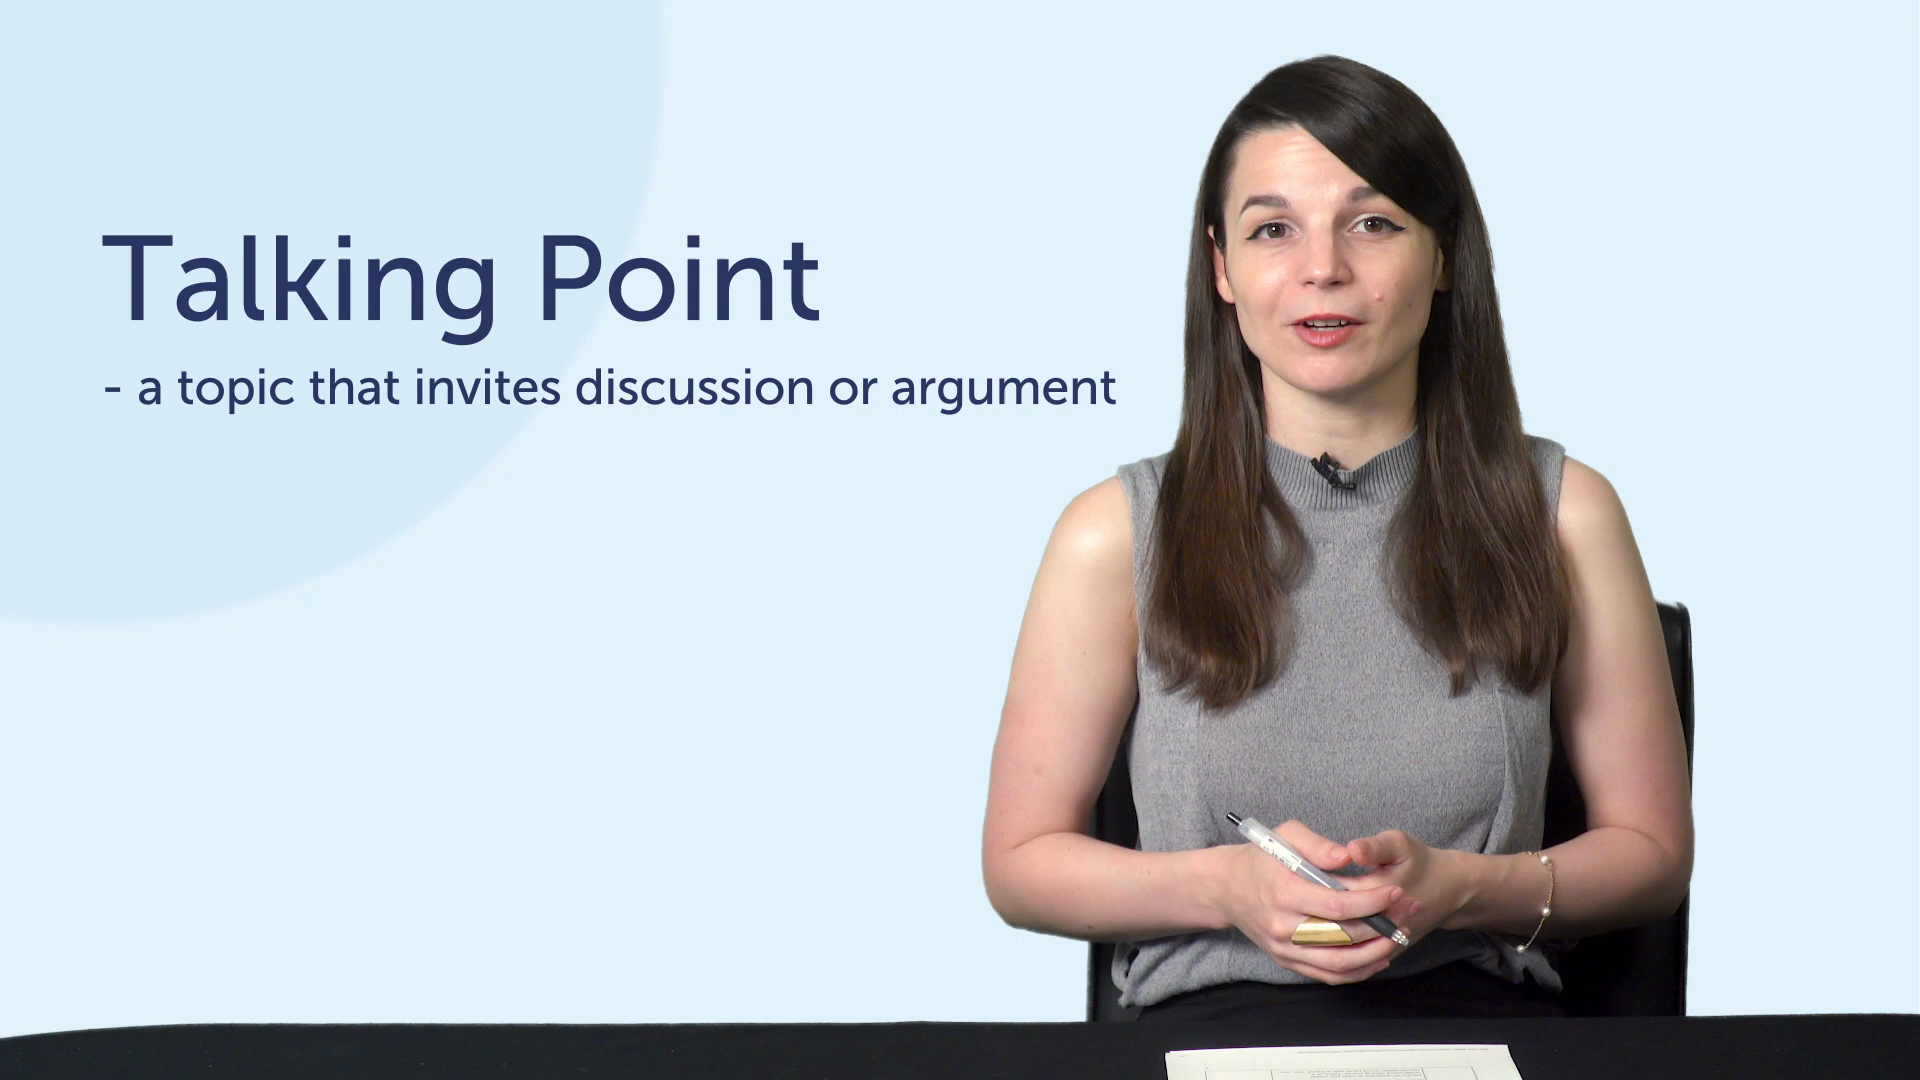 Talking Point
- a topic that invites discussion or argument